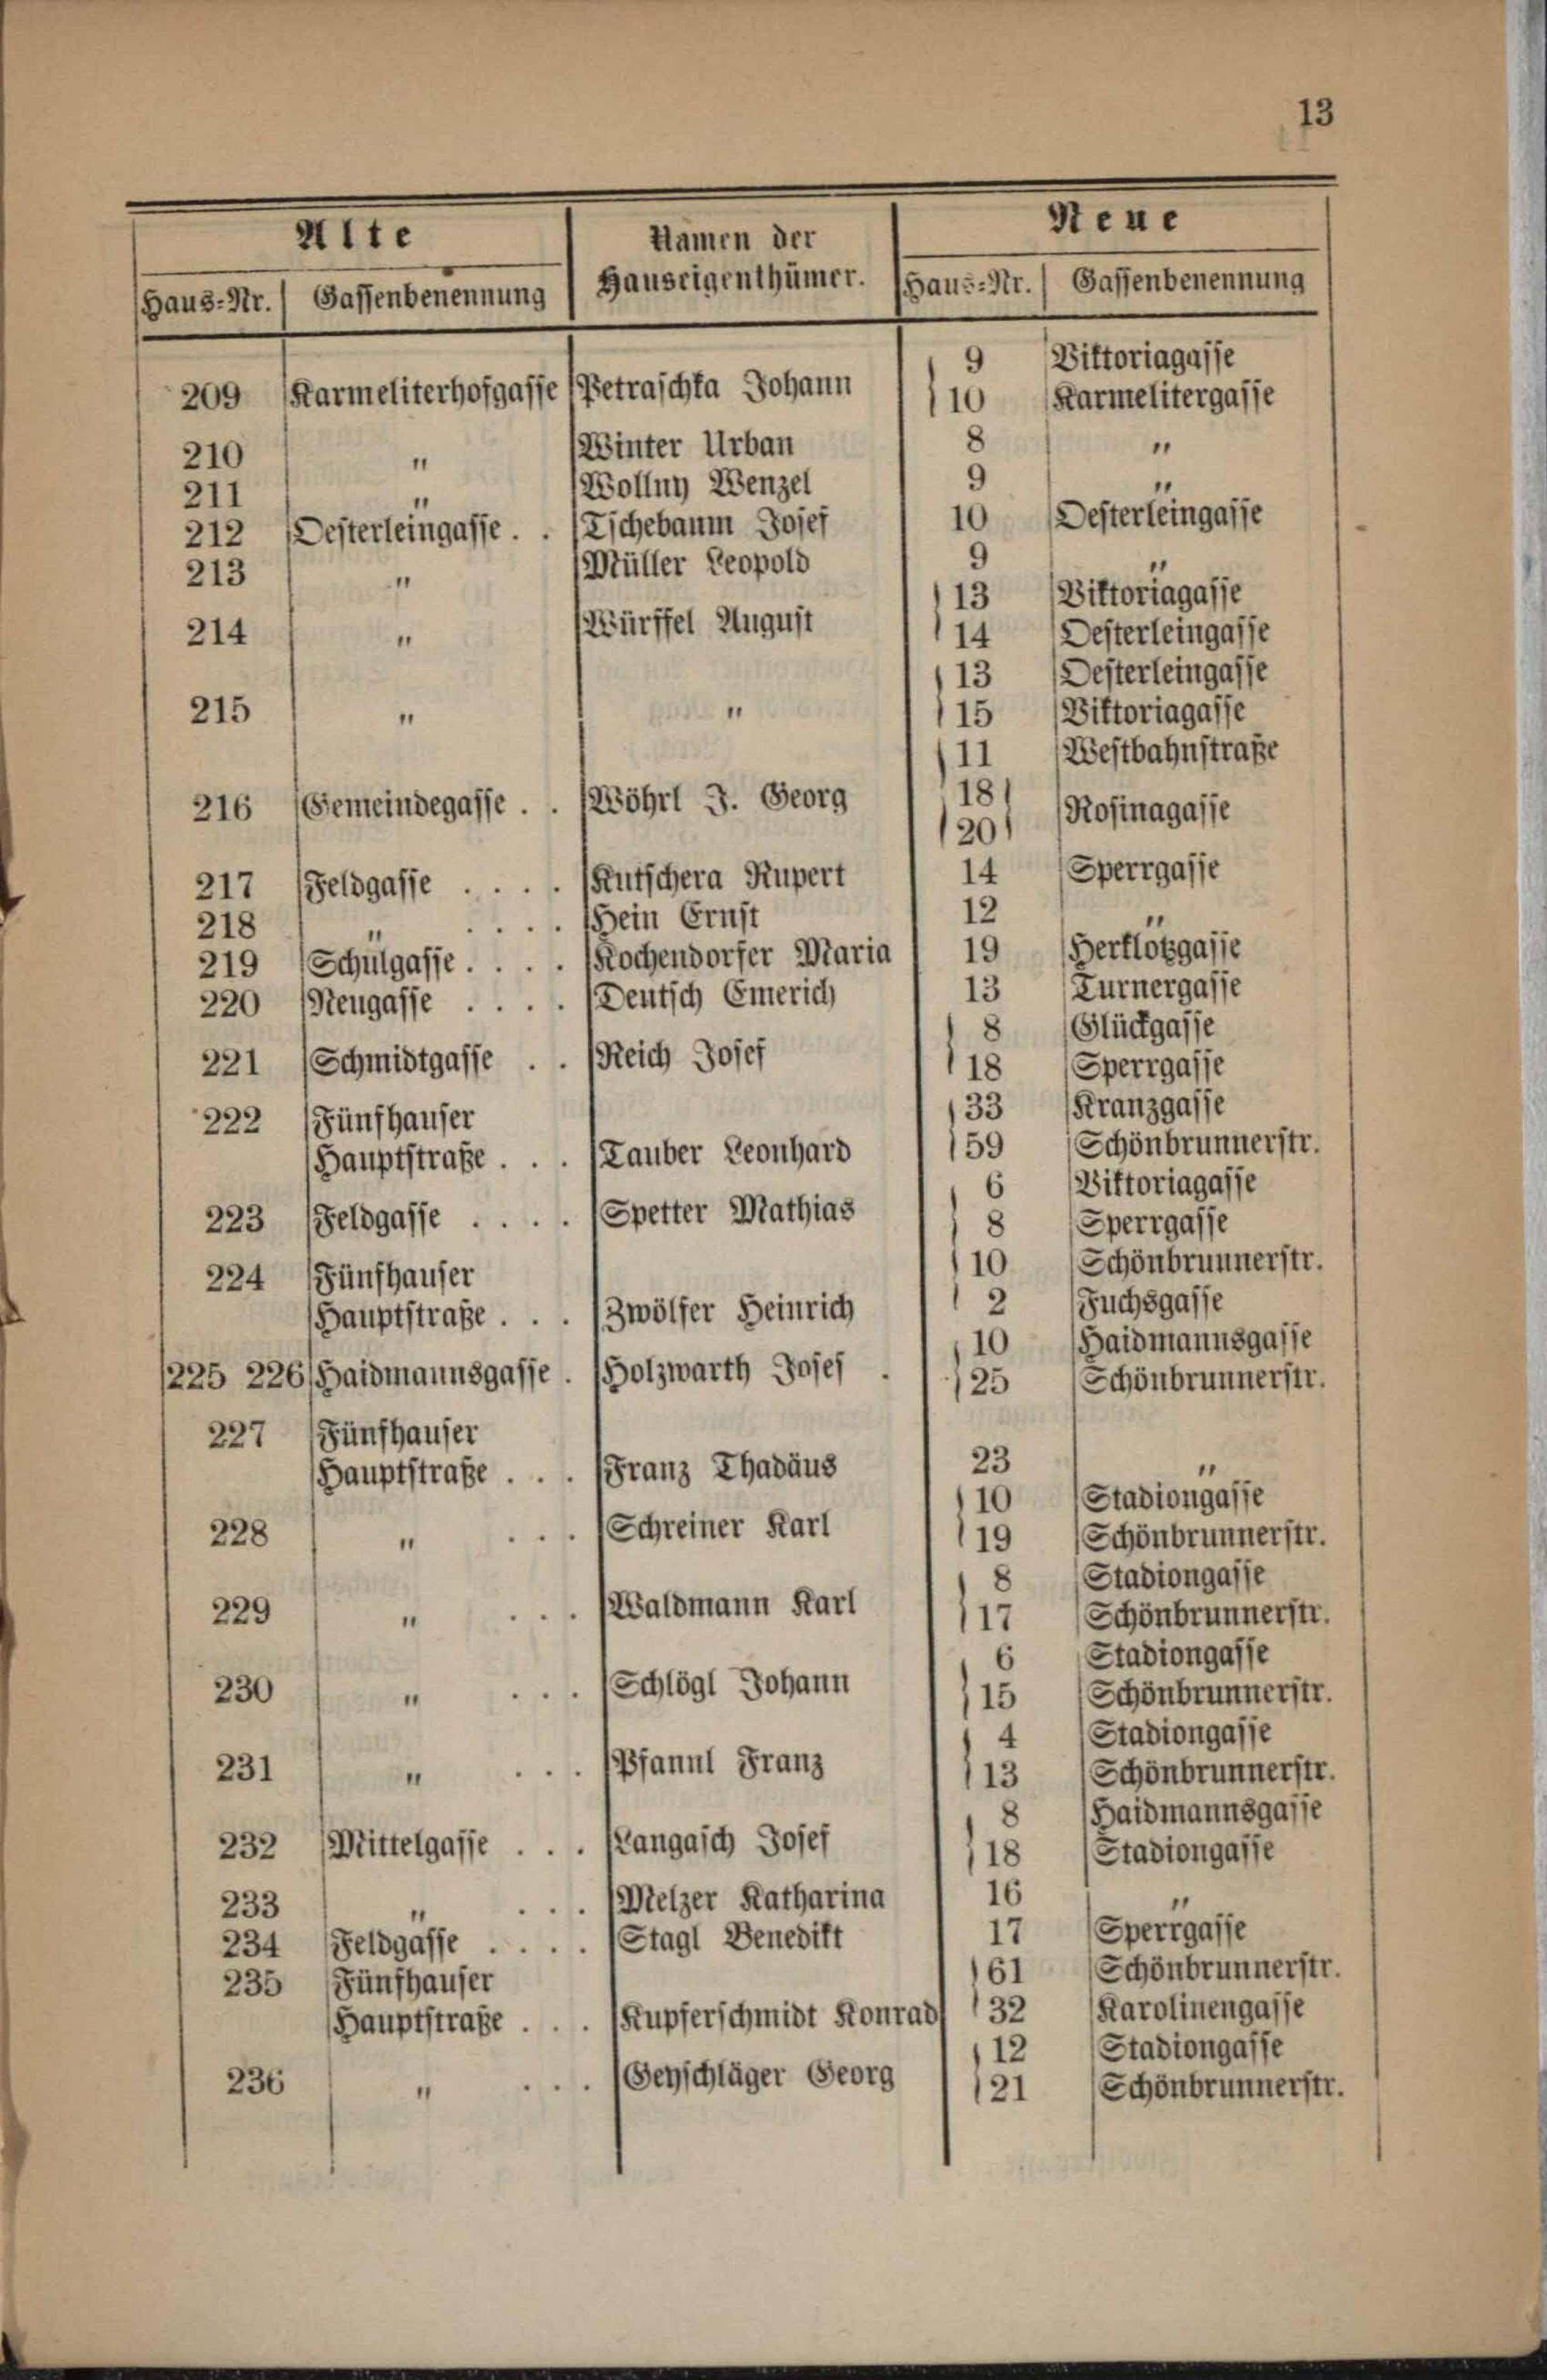 13
Alte Namen der Hauseigenthümer. Neue
Haus-Nr. Gassenbenennung Haus-Nr. Gassenbenennung
9 Viktoriagasse
209 Karmeliterhofgasse Petraschka Johann 10 Karmelitergasse
210 " Winter Urban 8 "
211 " Wolluy Wenzel 9 "
212 Oesterleingasse . . Tschebaum Josef 10 Oesterleingasse
213 " Müller Leopold 9 "
13 Viktoriagasse
214 " Würffel August 14 Oesterleingasse
13 Oesterleingasse
215 " " 15 Viktoriagasse
11 Westbahnstraße
216 Gemeindegasse . . Wöhrl J. Georg 18 20 Rosinagasse
217 Feldgasse . . . . Kutschera Rupert 14 Sperrgasse
218 " . . . . Hein Ernst 12 "
219 Schulgasse . . . . Kochendorfer Maria 19 Herklotzgasse
220 Neugasse . . . . Deutsch Emerich 13 Turnergasse
8 Glückgasse
221 Schmidtgasse . . Reich Josef 18 Sperrgasse
222 Fünfhauser 33 Kranzgasse
Hauptstraße . . . Tauber Leonhard 59 Schönbrunnerstr.
6 Viktoriagasse
223 Feldgasse . . . . Spetter Mathias 8 Sperrgasse
224 Fünfhauser 10 Schönbrunnerstr.
Hauptstraße . . . Zwölfer Heinrich 2 Fuchsgasse
10 Haidmannsgasse
225 226 Haidmannsgasse . Holzwarth Josef . 25 Schönbrunnerstr.
227 Fünfhauser
Hauptstraße . . . Franz Thadäus 23 "
10 Stadiongasse
228 " . . . Schreiner Karl 19 Schönbrunnerstr.
8 Stadiongasse
229 " . . . Waldmann Karl 17 Schönbrunnerstr.
6 Stadiongasse
230 " . . . Schlögl Johann 15 Schönbrunnerstr.
4 Stadiongasse
231 " . . . Pfannl Franz 13 Schönbrunnerstr.
8 Haidmannsgasse
232 Mittelgasse . . . Langasch Josef 18 Stadiongasse
233 " . . . Melzer Katharina 16 "
234 Feldgasse . . . . Stagl Benedikt 17 Sperrgasse
235 Fünfhauser 61 Schönbrunnerstr.
Hauptstraße . . . Kupferschmidt Konrad 32 Karolinengasse
12 Stadiongasse
236 " . . . Geyschläger Georg 21 Schönbrunnerstr.